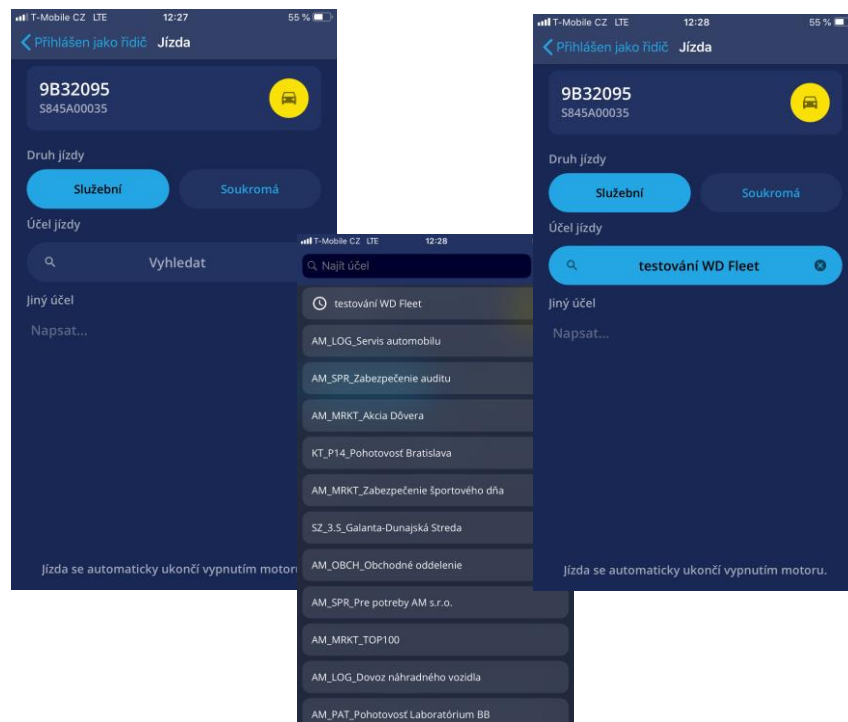 T-Mobile CZ LTE 12:27 55 %
Přihlášen jako řidič Jízda
9B32095
S845A00035
Druh jízdy
Služební Soukromá
Účel jízdy
Vyhledat
Jiný účel
Napsat...
Jízda se automaticky ukončí vypnutím motoru
T-Mobile CZ LTE 12:28
Najít účel
testování WD Fleet
AM_LOG_Servis automobilu
AM_SPR_Zabezpečenie auditu
AM_MRKT_Akcia Dôvera
KT_P14_Pohotovosť Bratislava
AM_MRKT_Zabezpečenie športového dňa
SZ_3.S_Galanta-Dunajská Streda
AM_OBCH_Obchodné oddelenie
AM_SPR_Pre potreby AM s.r.o.
AM_MRKT_TOP100
AM_LOG_Dovoz náhradného vozidla
AM_PAT_Pohotovosť Laboratórium BB
T-Mobile CZ LTE 12:28 55 %
Přihlášen jako řidič Jízda
9B32095
S845A00035
Druh jízdy
Služební Soukromá
Účel jízdy
testování WD Fleet
Jiný účel
Napsat...
Jízda se automaticky ukončí vypnutím motoru.